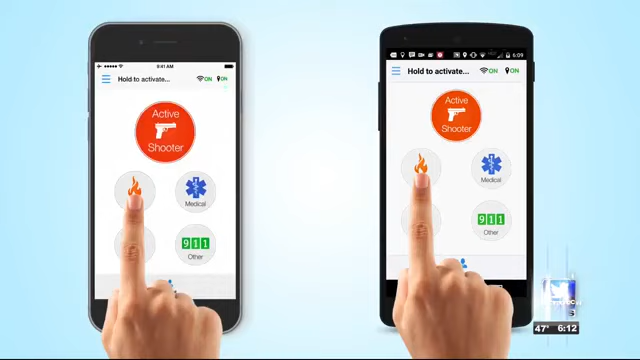 9:41 AM
Hold to activate...
ON
ON
Active
Shooter
Medical
911
Other
6:09
Hold to activate...
ON
ON
Active
Shooter
Medical
911
Other
47° 6:12